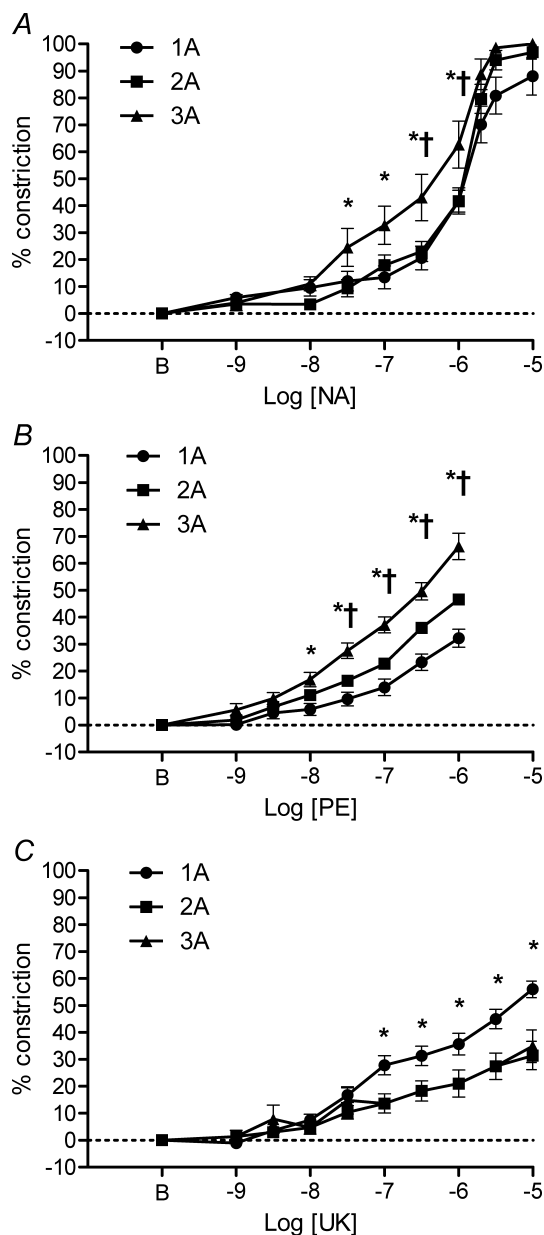 A
100
90
80
70
60
50
40
30
20
10
0
-10
% constriction
1A
2A
3A
* * *† *†
B -9 -8 -7 -6 -5
Log [NA]
B
100
90
80
70
60
50
40
30
20
10
0
-10
% constriction
1A
2A
3A
* *† *† *† *†
B -9 -8 -7 -6 -5
Log [PE]
C
100
90
80
70
60
50
40
30
20
10
0
-10
% constriction
1A
2A
3A
* * * * *
B -9 -8 -7 -6 -5
Log [UK]